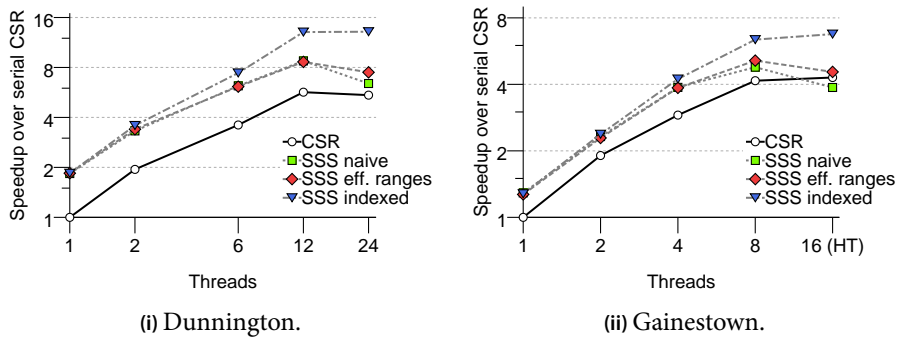 Speedup over serial CSR
16
8
4
2
1
1
2
6
12
24
Threads
CSR
SSS naive
SSS eff. ranges
SSS indexed
(i) Dunnington.
Speedup over serial CSR
8
4
2
1
1
2
4
8
16 (HT)
Threads
CSR
SSS naive
SSS eff. ranges
SSS indexed
(ii) Gainestown.